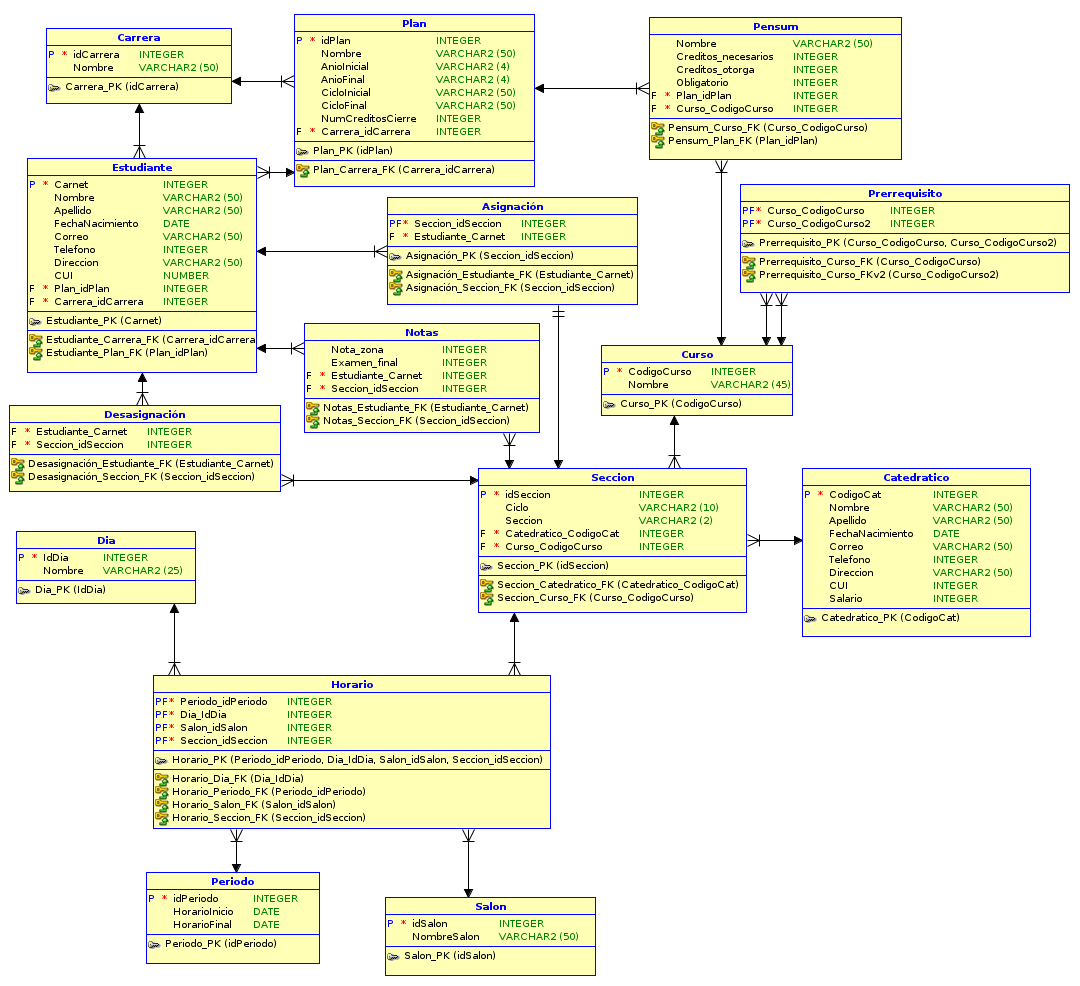 Carrera
P * idCarrera INTEGER
Nombre VARCHAR2 (50)
Carrera_PK (idCarrera)
Plan
P * idPlan INTEGER
Nombre VARCHAR2 (50)
AnioInicial VARCHAR2 (4)
AnioFinal VARCHAR2 (4)
CicloInicial VARCHAR2 (50)
CicloFinal VARCHAR2 (50)
NumCreditosCierre INTEGER
F * Carrera_idCarrera INTEGER
Plan_PK (idPlan)
Plan_Carrera_FK (Carrera_idCarrera)
Pensum
Nombre VARCHAR2 (50)
Creditos_necesarios INTEGER
Creditos_otorga INTEGER
Obligatorio INTEGER
F * Plan_idPlan INTEGER
F * Curso_CodigoCurso INTEGER
Pensum_Curso_FK (Curso_CodigoCurso)
Pensum_Plan_FK (Plan_idPlan)
Estudiante
P * Carnet INTEGER
Nombre VARCHAR2 (50)
Apellido VARCHAR2 (50)
FechaNacimiento DATE
Correo VARCHAR2 (50)
Telefono INTEGER
Direccion VARCHAR2 (50)
CUI NUMBER
F * Plan_idPlan INTEGER
F * Carrera_idCarrera INTEGER
Estudiante_PK (Carnet)
Estudiante_Carrera_FK (Carrera_idCarrera
Estudiante_Plan_FK (Plan_idPlan)
Asignación
PF* Seccion_idSeccion INTEGER
F * Estudiante_Carnet INTEGER
Asignación_PK (Seccion_idSeccion)
Asignación_Estudiante_FK (Estudiante_Carnet)
Asignación_Seccion_FK (Seccion_idSeccion)
Prerrequisito
PF* Curso_CodigoCurso INTEGER
PF* Curso_CodigoCurso2 INTEGER
Prerrequisito_PK (Curso_CodigoCurso, Curso_CodigoCurso2)
Prerrequisito_Curso_FK (Curso_CodigoCurso)
Prerrequisito_Curso_FKv2 (Curso_CodigoCurso2)
Notas
Nota_zona INTEGER
Examen_final INTEGER
F * Estudiante_Carnet INTEGER
F * Seccion_idSeccion INTEGER
Notas_Estudiante_FK (Estudiante_Carnet)
Notas_Seccion_FK (Seccion_idSeccion)
Curso
P * CodigoCurso INTEGER
Nombre VARCHAR2 (45)
Curso_PK (CodigoCurso)
Desasignación
F * Estudiante_Carnet INTEGER
F * Seccion_idSeccion INTEGER
Desasignación_Estudiante_FK (Estudiante_Carnet)
Desasignación_Seccion_FK (Seccion_idSeccion)
Seccion
P * idSeccion INTEGER
Ciclo VARCHAR2 (10)
Seccion VARCHAR2 (2)
F * Catedratico_CodigoCat INTEGER
F * Curso_CodigoCurso INTEGER
Seccion_PK (idSeccion)
Seccion_Catedratico_FK (Catedratico_CodigoCat)
Seccion_Curso_FK (Curso_CodigoCurso)
Catedratico
P * CodigoCat INTEGER
Nombre VARCHAR2 (50)
Apellido VARCHAR2 (50)
FechaNacimiento DATE
Correo VARCHAR2 (50)
Telefono INTEGER
Direccion VARCHAR2 (50)
CUI INTEGER
Salario INTEGER
Catedratico_PK (CodigoCat)
Dia
P * IdDia INTEGER
Nombre VARCHAR2 (25)
Dia_PK (IdDia)
Horario
PF* Periodo_idPeriodo INTEGER
PF* Dia_IdDia INTEGER
PF* Salon_idSalon INTEGER
PF* Seccion_idSeccion INTEGER
Horario_PK (Periodo_idPeriodo, Dia_IdDia, Salon_idSalon, Seccion_idSeccion)
Horario_Dia_FK (Dia_IdDia)
Horario_Periodo_FK (Periodo_idPeriodo)
Horario_Salon_FK (Salon_idSalon)
Horario_Seccion_FK (Seccion_idSeccion)
Periodo
P * idPeriodo INTEGER
HorarioInicio DATE
HorarioFinal DATE
Periodo_PK (idPeriodo)
Salon
P * idSalon INTEGER
NombreSalon VARCHAR2 (50)
Salon_PK (idSalon)